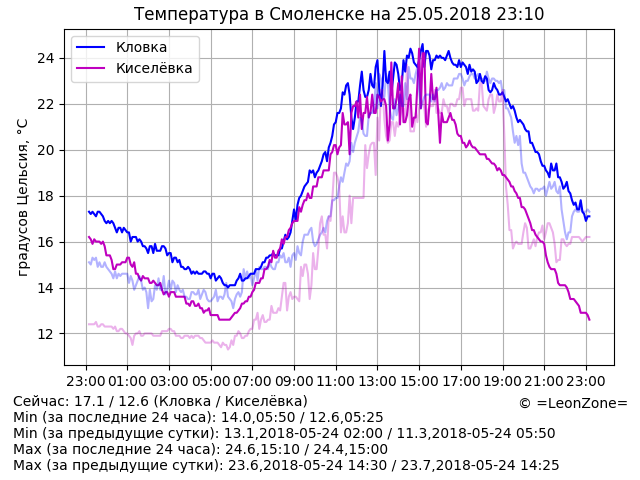 Температура в Смоленске на 25.05.2018 23:10
Кловка
Киселёвка
градусов Цельсия, °C
24
22
20
18
16
14
12
23:00 01:00 03:00 05:00 07:00 09:00 11:00 13:00 15:00 17:00 19:00 21:00 23:00
Сейчас: 17.1 / 12.6 (Кловка / Киселёвка)
© =LeonZone=
Min (за последние 24 часа): 14.0,05:50 / 12.6,05:25
Min (за предыдущие сутки): 13.1,2018-05-24 02:00 / 11.3,2018-05-24 05:50
Max (за последние 24 часа): 24.6,15:10 / 24.4,15:00
Max (за предыдущие сутки): 23.6,2018-05-24 14:30 / 23.7,2018-05-24 14:25